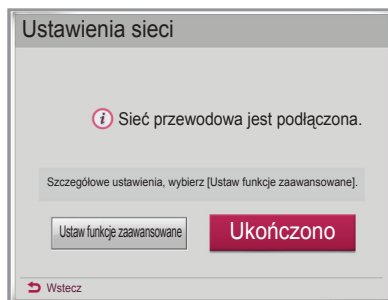 Ustawienia sieci
Sieć przewodowa jest podłączona.
Szczegółowe ustawienia, wybierz [Ustaw funkcje zaawansowane].
Ustaw funkcje zaawansowane
Ukończono
Wstecz